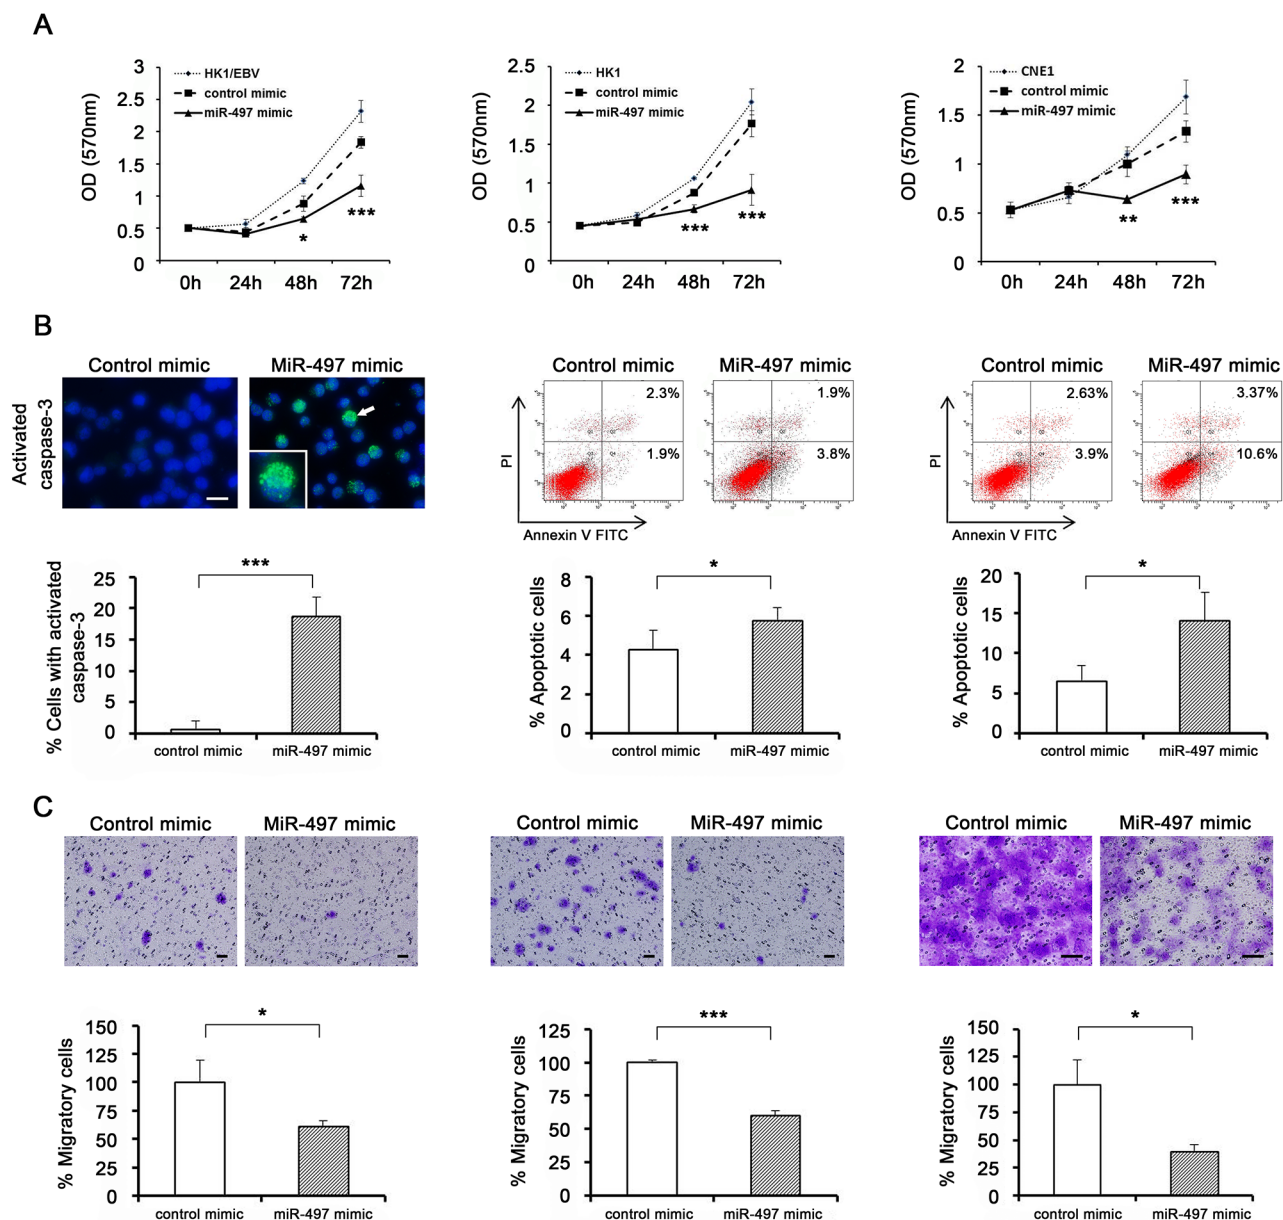 A
3
2.5
2
1.5
1
0.5
0
OD (570nm)
HK1/EBV
control mimic
miR-497 mimic
*
***
0h 24h 48h 72h
2.5
2
1.5
1
0.5
0
OD (570nm)
HK1
control mimic
miR-497 mimic
***
***
0h 24h 48h 72h
2
1.5
1
0.5
0
OD (570nm)
CNE1
control mimic
miR-497 mimic
**
***
0h 24h 48h 72h
B
Control mimic MiR-497 mimic
Activated
caspase-3
Control mimic MiR-497 mimic
2.3% 1.9%
1.9% 3.8%
PI
Annexin V FITC
Control mimic MiR-497 mimic
2.63% 3.37%
3.9% 10.6%
PI
Annexin V FITC
% Cells with activated
caspase-3
25
20
15
10
5
0
***
control mimic miR-497 mimic
% Apoptotic cells
8
6
4
2
0
*
control mimic miR-497 mimic
% Apoptotic cells
20
15
10
5
0
*
control mimic miR-497 mimic
C
Control mimic MiR-497 mimic
Control mimic MiR-497 mimic
Control mimic MiR-497 mimic
% Migratory cells
150
125
100
75
50
25
0
*
control mimic miR-497 mimic
% Migratory cells
125
100
75
50
25
0
***
control mimic miR-497 mimic
% Migratory cells
150
125
100
75
50
25
0
*
control mimic miR-497 mimic